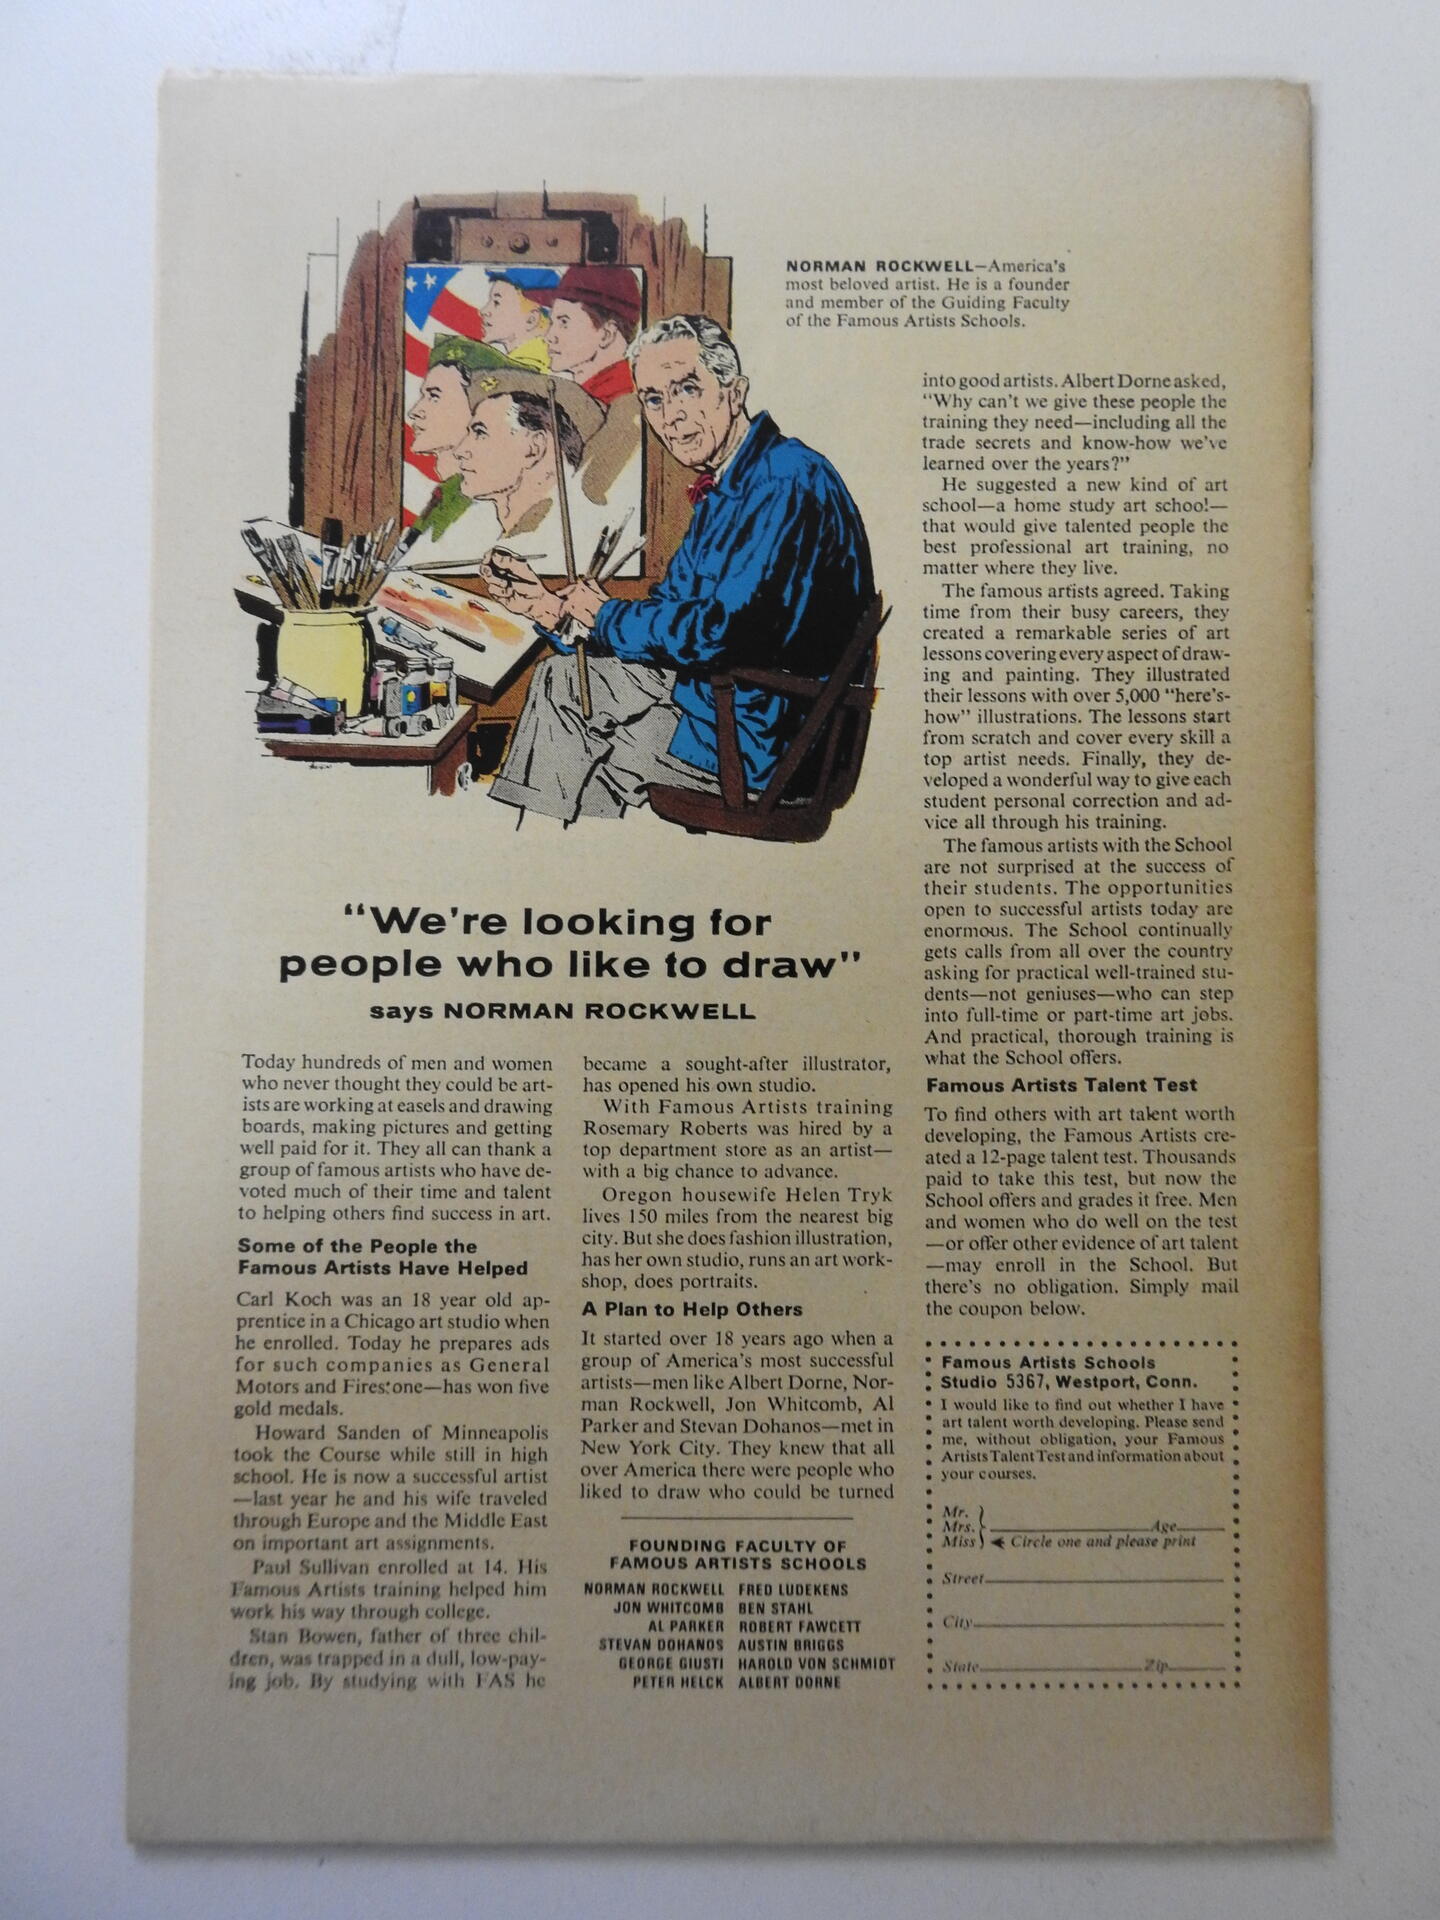 NORMAN ROCKWELL—America's
most beloved artist. He is a founder
and member of the Guiding Faculty
of the Famous Artists Schools.
"We're looking for
people who like to draw"
says NORMAN ROCKWELL
Today hundreds of men and women
who never thought they could be art-
ists are working at easels and drawing
boards, making pictures and getting
well paid for it. They all can thank a
group of famous artists who have de-
voted much of their time and talent
to helping others find success in art.
Some of the People the
Famous Artists Have Helped
Carl Koch was an 18 year old ap-
prentice in a Chicago art studio when
he enrolled. Today he prepares ads
for such companies as General
Motors and Firestone—has won five
gold medals.
Howard Sanden of Minneapolis
took the Course while still in high
school. He is now a successful artist
—last year he and his wife traveled
through Europe and the Middle East
on important art assignments.
Paul Sullivan enrolled at 14. His
Famous Artists training helped him
work his way through college.
Stan Bowen, father of three chil-
dren, was trapped in a dull, low-pay-
ing job. By studying with FAS he
became a sought-after illustrator,
has opened his own studio.
With Famous Artists training
Rosemary Roberts was hired by a
top department store as an artist—
with a big chance to advance.
Oregon housewife Helen Tryk
lives 150 miles from the nearest big
city. But she does fashion illustration,
has her own studio, runs an art work-
shop, does portraits.
A Plan to Help Others
It started over 18 years ago when a
group of America's most successful
artists—men like Albert Dorne, Nor-
man Rockwell, Jon Whitcomb, Al
Parker and Stevan Dohanos—met in
New York City. They knew that all
over America there were people who
liked to draw who could be turned
FOUNDING FACULTY OF
FAMOUS ARTISTS SCHOOLS
NORMAN ROCKWELL FRED LUDEKENS
JON WHITCOMB BEN STAHL
AL PARKER ROBERT FAWCETT
STEVAN DOHANOS AUSTIN BRIGGS
GEORGE GIUSTI HAROLD VON SCHMIDT
PETER HELCK ALBERT DORNE
into good artists. Albert Dorne asked,
"Why can't we give these people the
training they need—including all the
trade secrets and know-how we've
learned over the years?"
He suggested a new kind of art
school—a home study art school—
that would give talented people the
best professional art training, no
matter where they live.
The famous artists agreed. Taking
time from their busy careers, they
created a remarkable series of art
lessons covering every aspect of draw-
ing and painting. They illustrated
their lessons with over 5,000 "here's-
how" illustrations. The lessons start
from scratch and cover every skill a
top artist needs. Finally, they de-
veloped a wonderful way to give each
student personal correction and ad-
vice all through his training.
The famous artists with the School
are not surprised at the success of
their students. The opportunities
open to successful artists today are
enormous. The School continually
gets calls from all over the country
asking for practical well-trained stu-
dents—not geniuses—who can step
into full-time or part-time art jobs.
And practical, thorough training is
what the School offers.
Famous Artists Talent Test
To find others with art talent worth
developing, the Famous Artists cre-
ated a 12-page talent test. Thousands
paid to take this test, but now the
School offers and grades it free. Men
and women who do well on the test
—or offer other evidence of art talent
—may enroll in the School. But
there's no obligation. Simply mail
the coupon below.
Famous Artists Schools
Studio 5367, Westport, Conn.
I would like to find out whether I have
art talent worth developing. Please send
me, without obligation, your Famous
Artists Talent Test and information about
your courses.
Mr.
Mrs. Age
Miss Circle one and please print
Street
City
State Zip